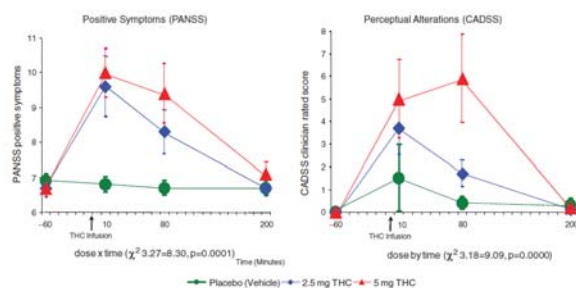 Positive Symptoms (PANSS)
PANSS positive symptoms
11
10
9
8
7
6
−60
10
80
200
THC Infusion
Time (Minutes)
dose x time (χ² 3.27=8.30, p=0.0001)
Perceptual Alterations (CADSS)
CADSS clinician rated score
8
7
6
5
4
3
2
1
0
−60
10
80
200
THC Infusion
dose by time (χ² 3.18=9.09, p=0.0000)
Placebo (Vehicle) 2.5 mg THC 5 mg THC